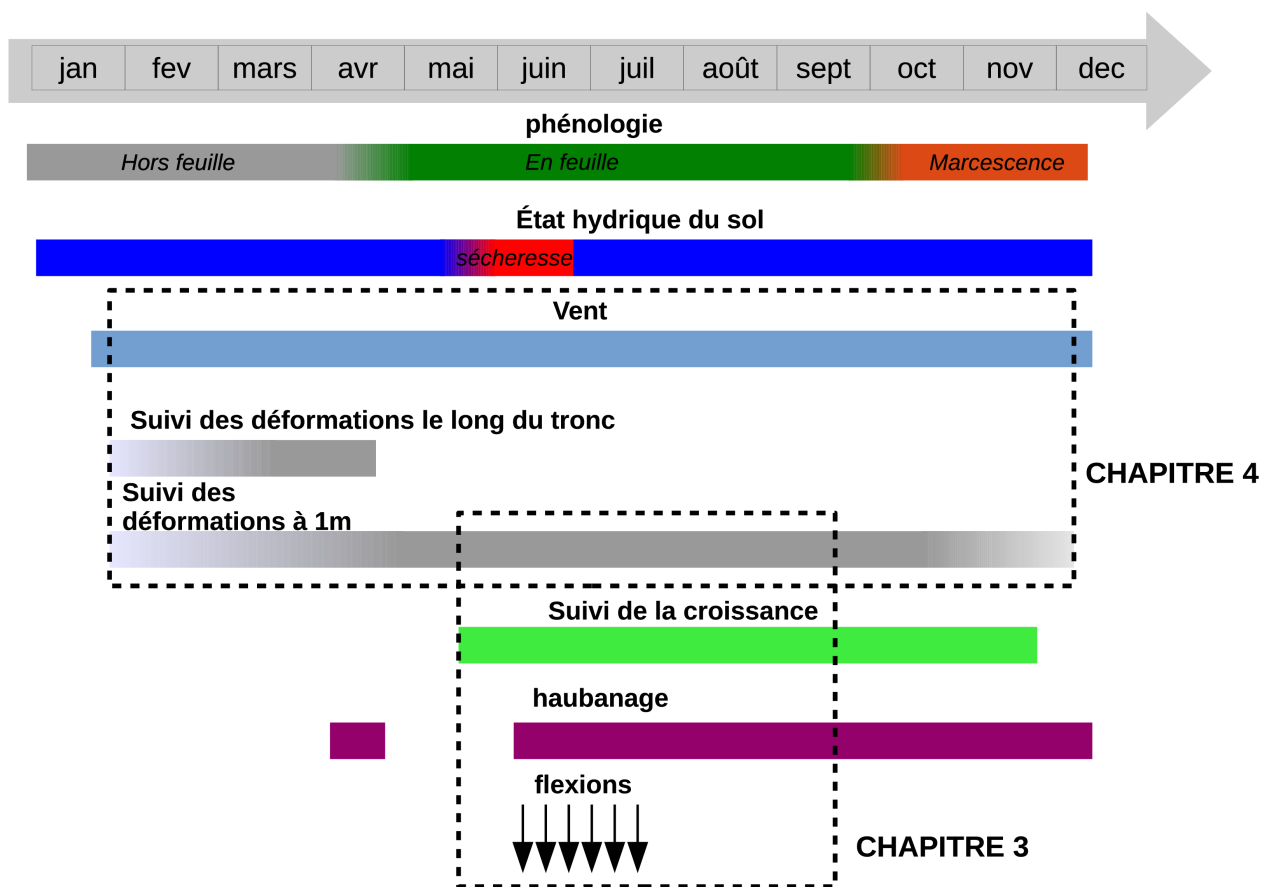 jan fev mars avr mai juin juil août sept oct nov dec
phénologie
Hors feuille En feuille Marcescence
État hydrique du sol
sécheresse
Vent
Suivi des déformations le long du tronc
CHAPITRE 4
Suivi des
déformations à 1m
Suivi de la croissance
haubanage
flexions
CHAPITRE 3